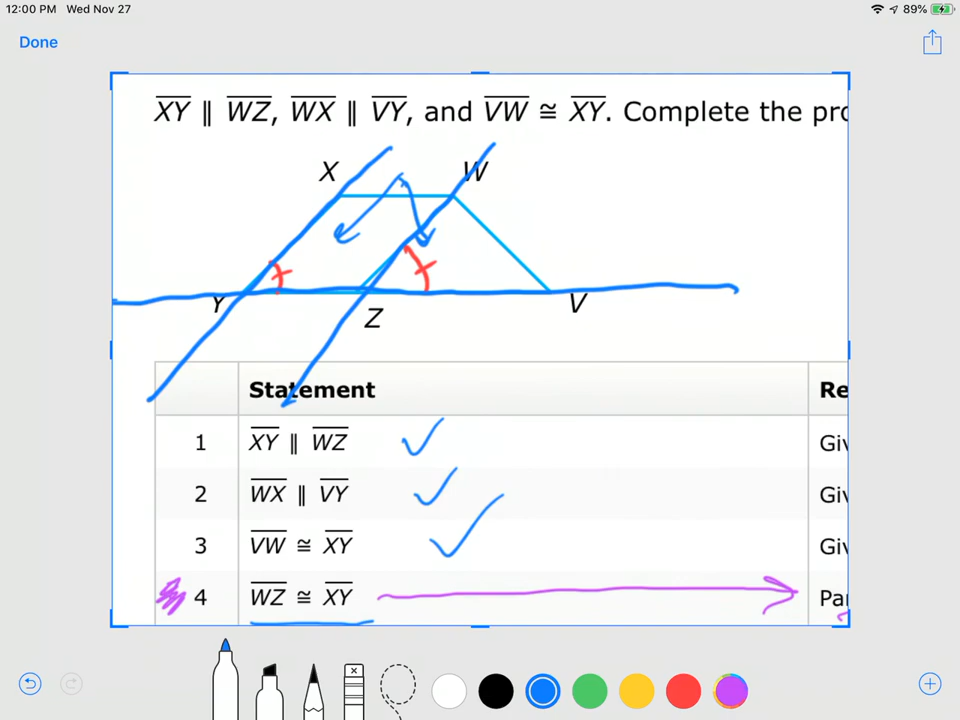 12:00 PM Wed Nov 27
89%
Done
XY ∥ WZ, WX ∥ VY, and VW ≅ XY. Complete the pro
X
W
Y
Z
V
Statement
Re
1 XY ∥ WZ Giv
2 WX ∥ VY Giv
3 VW ≅ XY Giv
4 WZ ≅ XY Par